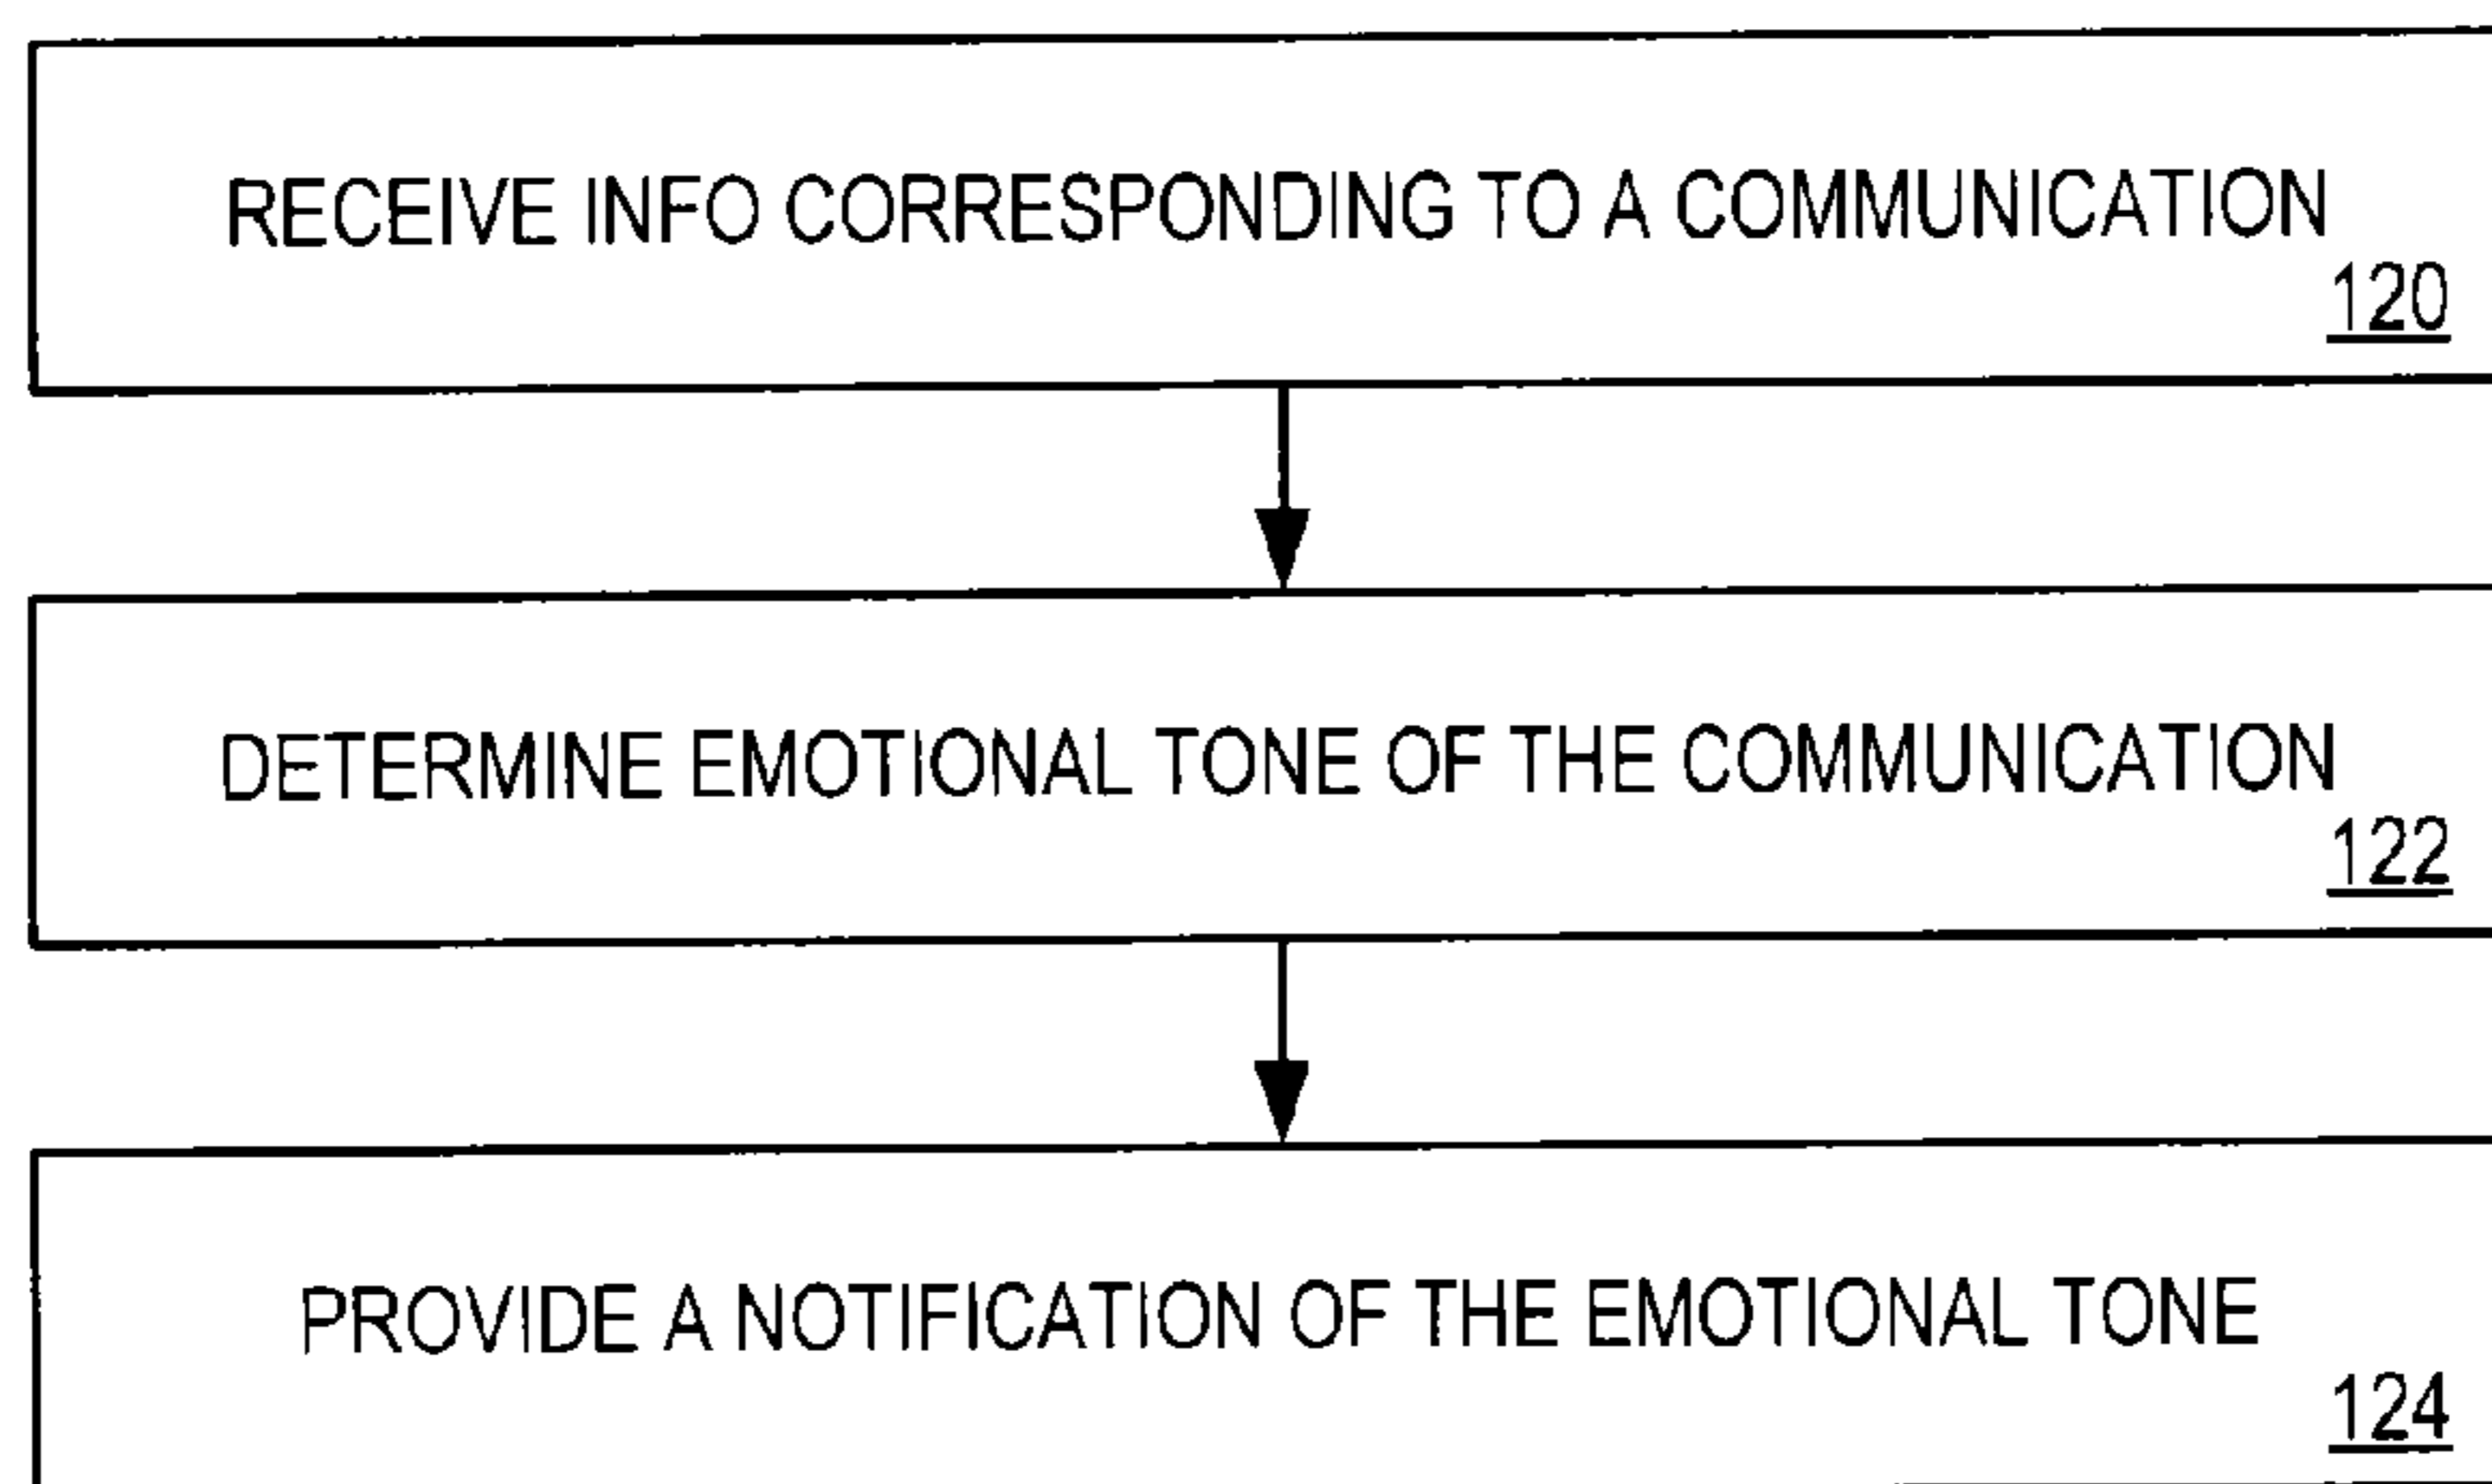 RECEIVE INFO CORRESPONDING TO A COMMUNICATION
120
DETERMINE EMOTIONAL TONE OF THE COMMUNICATION
122
PROVIDE A NOTIFICATION OF THE EMOTIONAL TONE
124